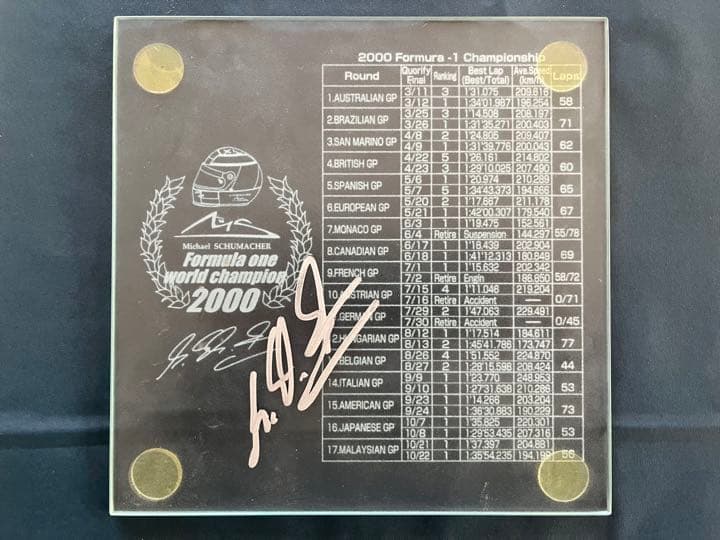 Michael SCHUMACHER
Formula one
world champion
2000
2000 Formura -1 Championship
Round Quorify Final Ranking Best Lap (Best/Total) Ave.Speed (km/h) Laps
1.AUSTRALIAN GP 3/11 3 1'31.075 209.616
3/12 1 1:34'01.987 196.254 58
2.BRAZILIAN GP 3/25 3 1'14.508 208.197
3/26 1 1:31'35.271 200.403 71
3.SAN MARINO GP 4/8 2 1'24.805 209.407
4/9 1 1:31'39.776 200.043 62
4.BRITISH GP 4/22 5 1'26.161 214.802
4/23 3 1:29'10.025 207.490 60
5.SPANISH GP 5/6 1 1'20.974 210.289
5/7 5 1:34'43.373 194.666 65
6.EUROPEAN GP 5/20 2 1'17.667 211.178
5/21 1 1:42'00.307 179.540 67
7.MONACO GP 6/3 1 1'19.475 152.561
6/4 Retire Suspension 144.297 55/78
8.CANADIAN GP 6/17 1 1'18.439 202.904
6/18 1 1:41'12.313 180.849 69
9.FRENCH GP 7/1 1 1'15.632 202.342
7/2 Retire Engin 186.850 58/72
10.AUSTRIAN GP 7/15 4 1'11.046 219.204
7/16 Retire Accident — 0/71
GERMAN GP 7/29 2 1'47.063 229.491
7/30 Retire Accident — 0/45
HUNGARIAN GP 8/12 1 1'17.514 184.611
8/13 2 1:45'41.786 173.747 77
BELGIAN GP 8/26 4 1'51.552 224.870
8/27 2 1:28'15.598 208.424 44
14.ITALIAN GP 9/9 1 1'23.770 248.953
9/10 1 1:27'31.638 210.286 53
15.AMERICAN GP 9/23 1 1'14.266 203.204
9/24 1 1:36'30.883 190.229 73
16.JAPANESE GP 10/7 1 1'35.825 220.301
10/8 1 1:29'53.435 207.316 53
17.MALAYSIAN GP 10/21 1 1'37.397 204.881
10/22 1 1:35'54.235 194.199 56